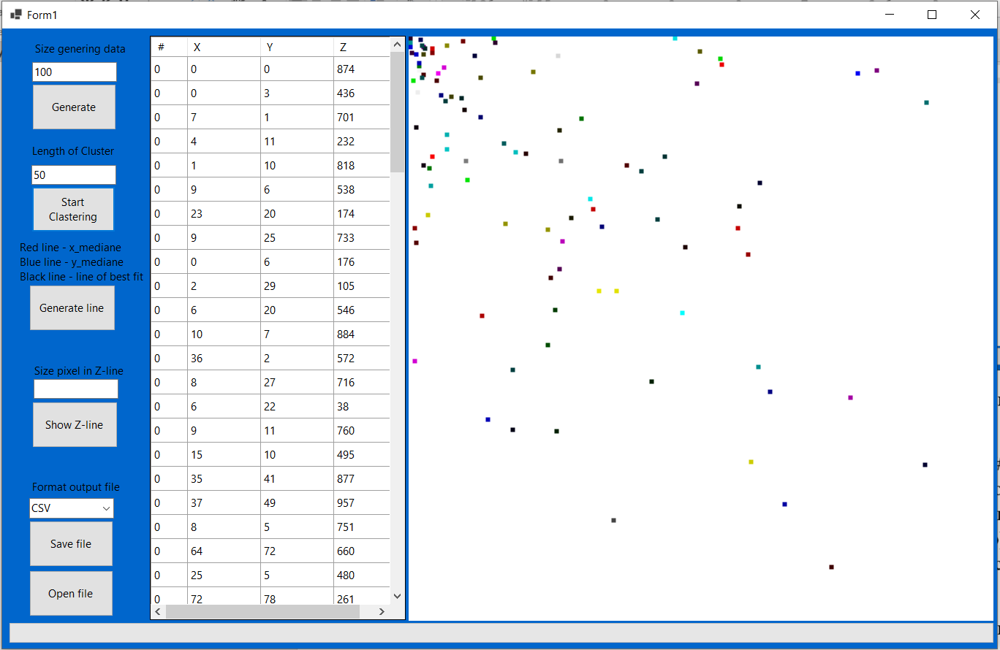 Form1
Size genering data
100
Generate
Length of Cluster
50
Start
Clastering
Red line - x_mediane
Blue line - y_mediane
Black line - line of best fit
Generate line
Size pixel in Z-line
Show Z-line
Format output file
CSV
Save file
Open file
# X Y Z
0 0 0 874
0 0 3 436
0 7 1 701
0 4 11 232
0 1 10 818
0 9 6 538
0 23 20 174
0 9 25 733
0 0 6 176
0 2 29 105
0 6 20 546
0 10 7 884
0 36 2 572
0 8 27 716
0 6 22 38
0 9 11 760
0 15 10 495
0 35 41 877
0 37 49 957
0 8 5 751
0 64 72 660
0 25 5 480
0 72 78 261